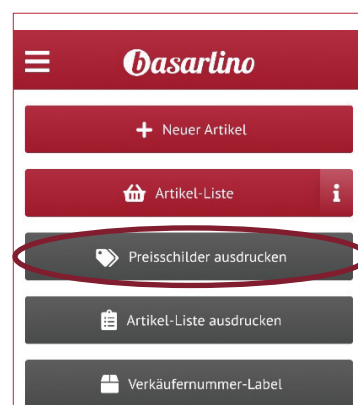 basarlino
Neuer Artikel
Artikel-Liste
Preisschilder ausdrucken
Artikel-Liste ausdrucken
Verkäufernummer-Label